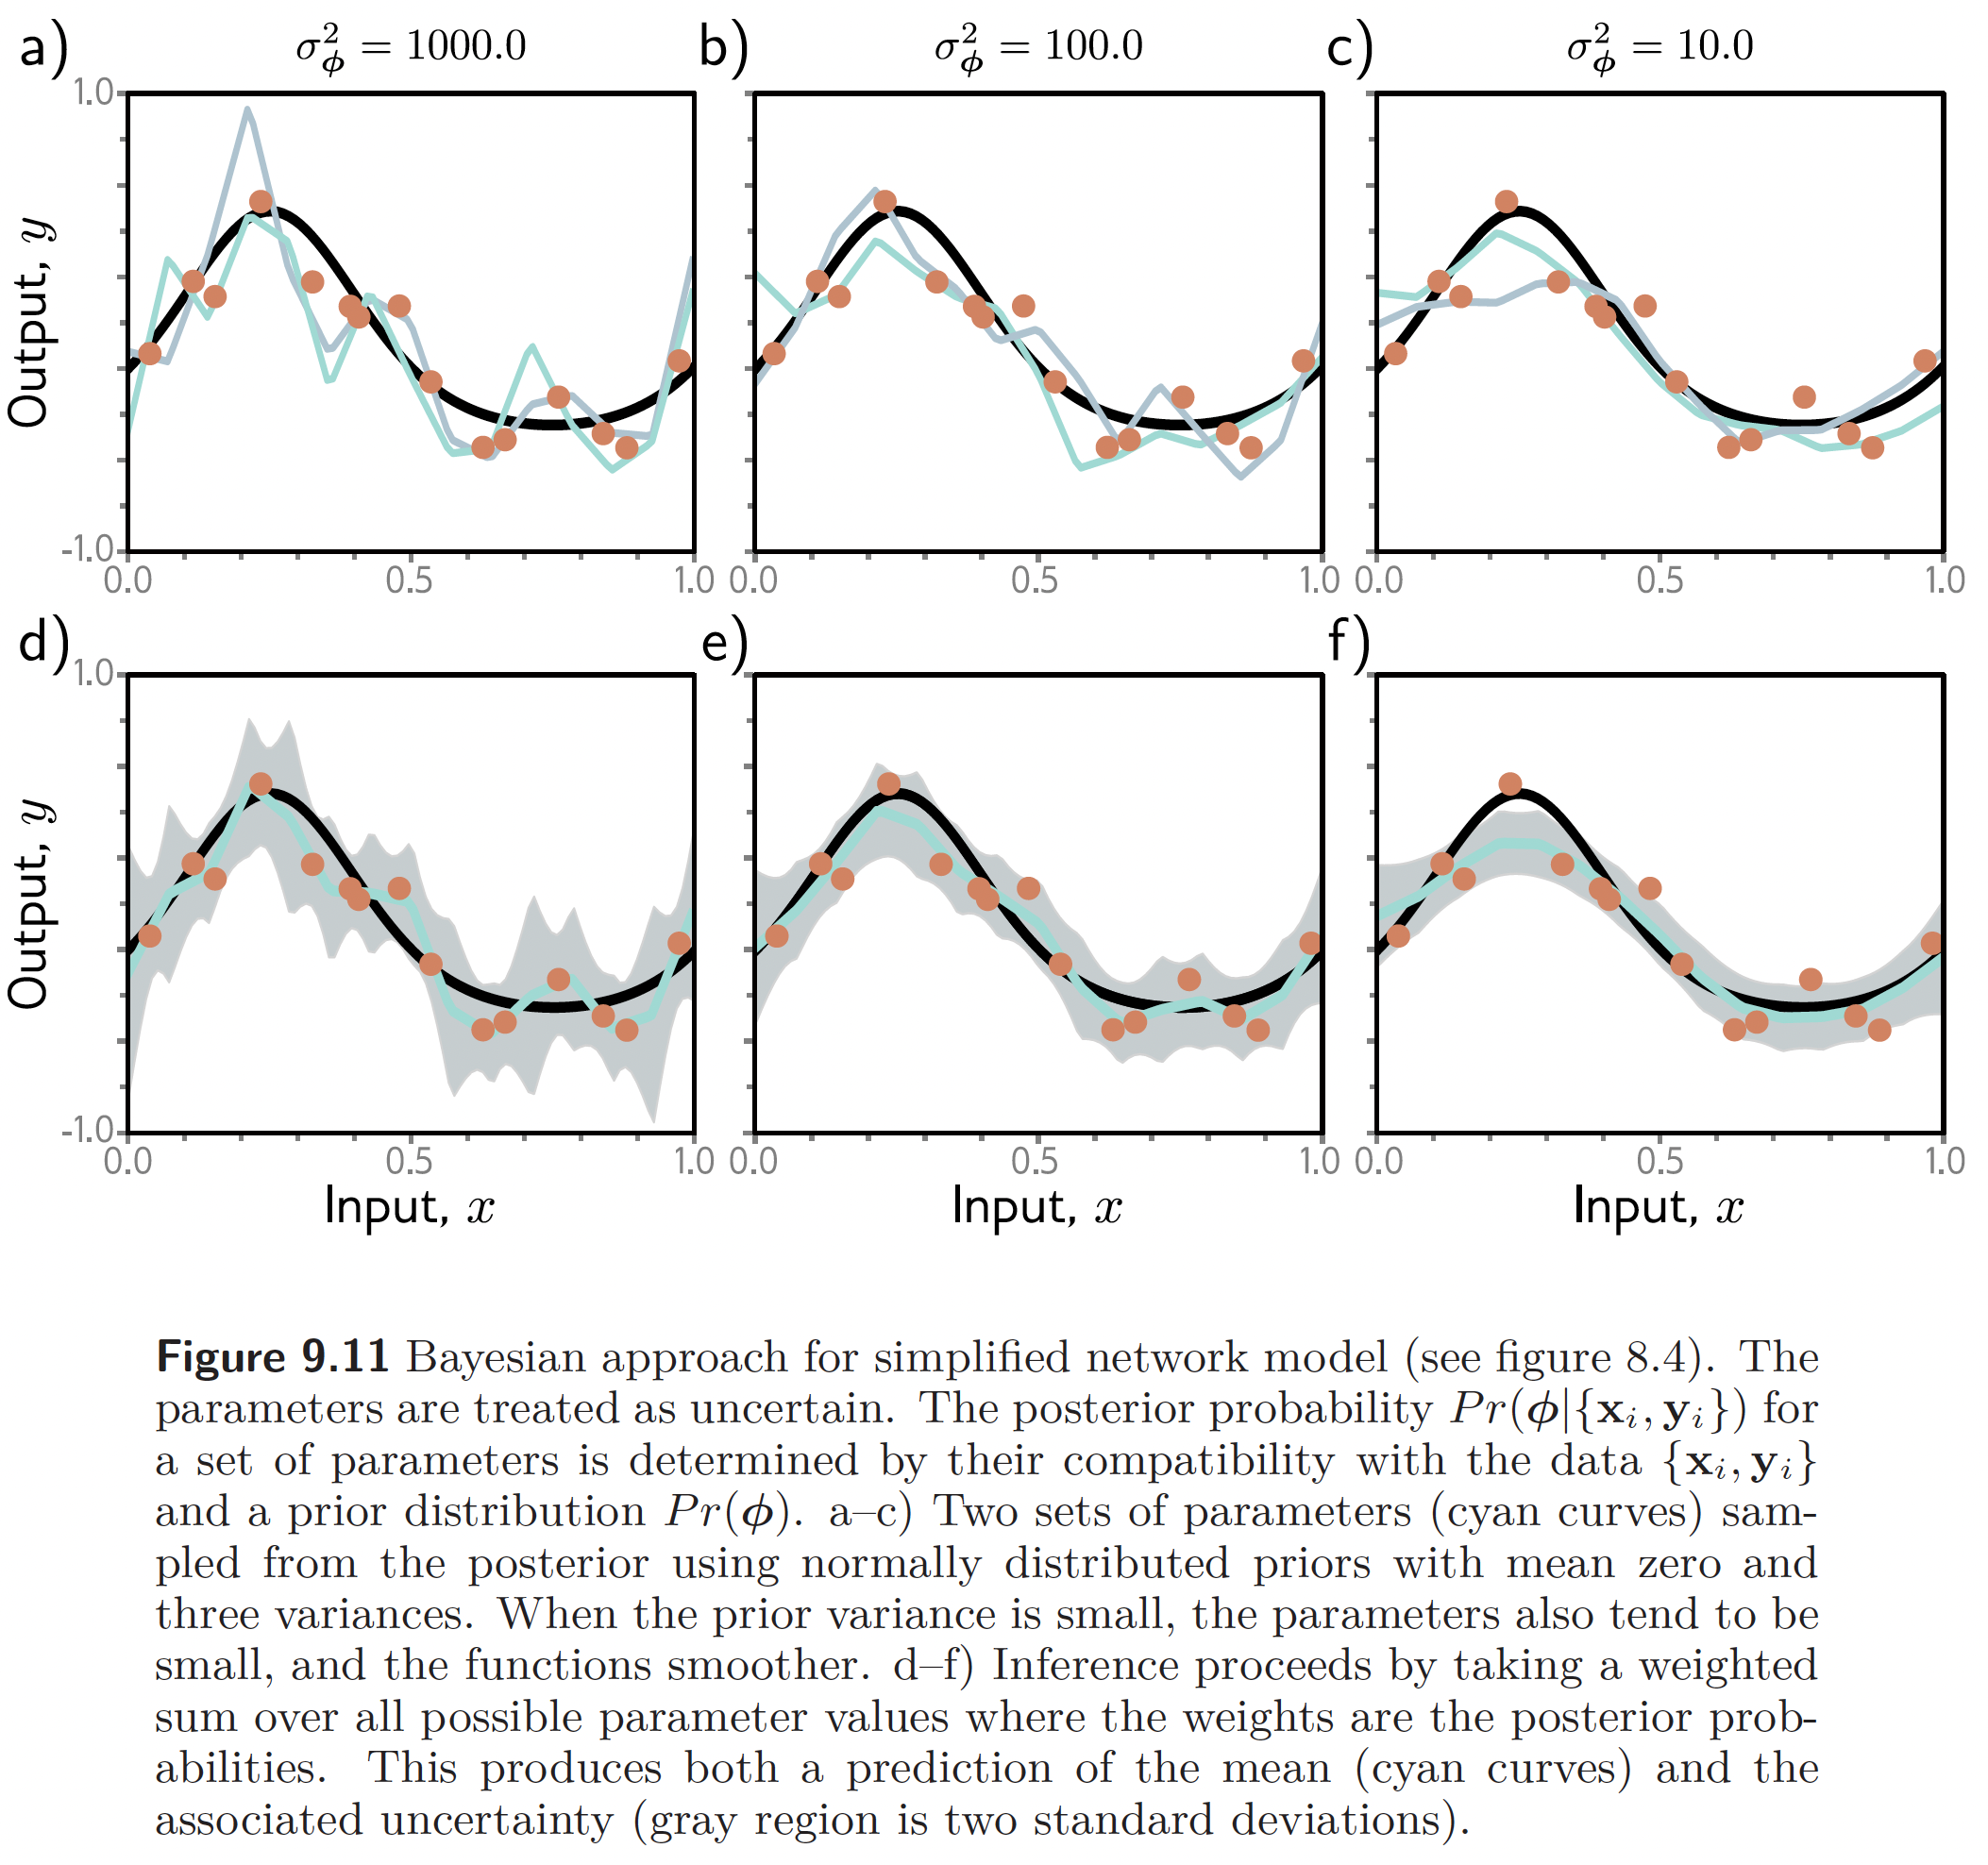 a) σ²_ϕ = 1000.0 b) σ²_ϕ = 100.0 c) σ²_ϕ = 10.0
1.0
Output, y
-1.0
0.0 0.5 1.0 0.0 0.5 1.0 0.0 0.5 1.0
d) e) f)
1.0
Output, y
-1.0
0.0 0.5 1.0 0.0 0.5 1.0 0.0 0.5 1.0
Input, x Input, x Input, x
Figure 9.11 Bayesian approach for simplified network model (see figure 8.4). The
parameters are treated as uncertain. The posterior probability Pr(ϕ|{x_i, y_i}) for
a set of parameters is determined by their compatibility with the data {x_i, y_i}
and a prior distribution Pr(ϕ). a–c) Two sets of parameters (cyan curves) sam-
pled from the posterior using normally distributed priors with mean zero and
three variances. When the prior variance is small, the parameters also tend to be
small, and the functions smoother. d–f) Inference proceeds by taking a weighted
sum over all possible parameter values where the weights are the posterior prob-
abilities. This produces both a prediction of the mean (cyan curves) and the
associated uncertainty (gray region is two standard deviations).